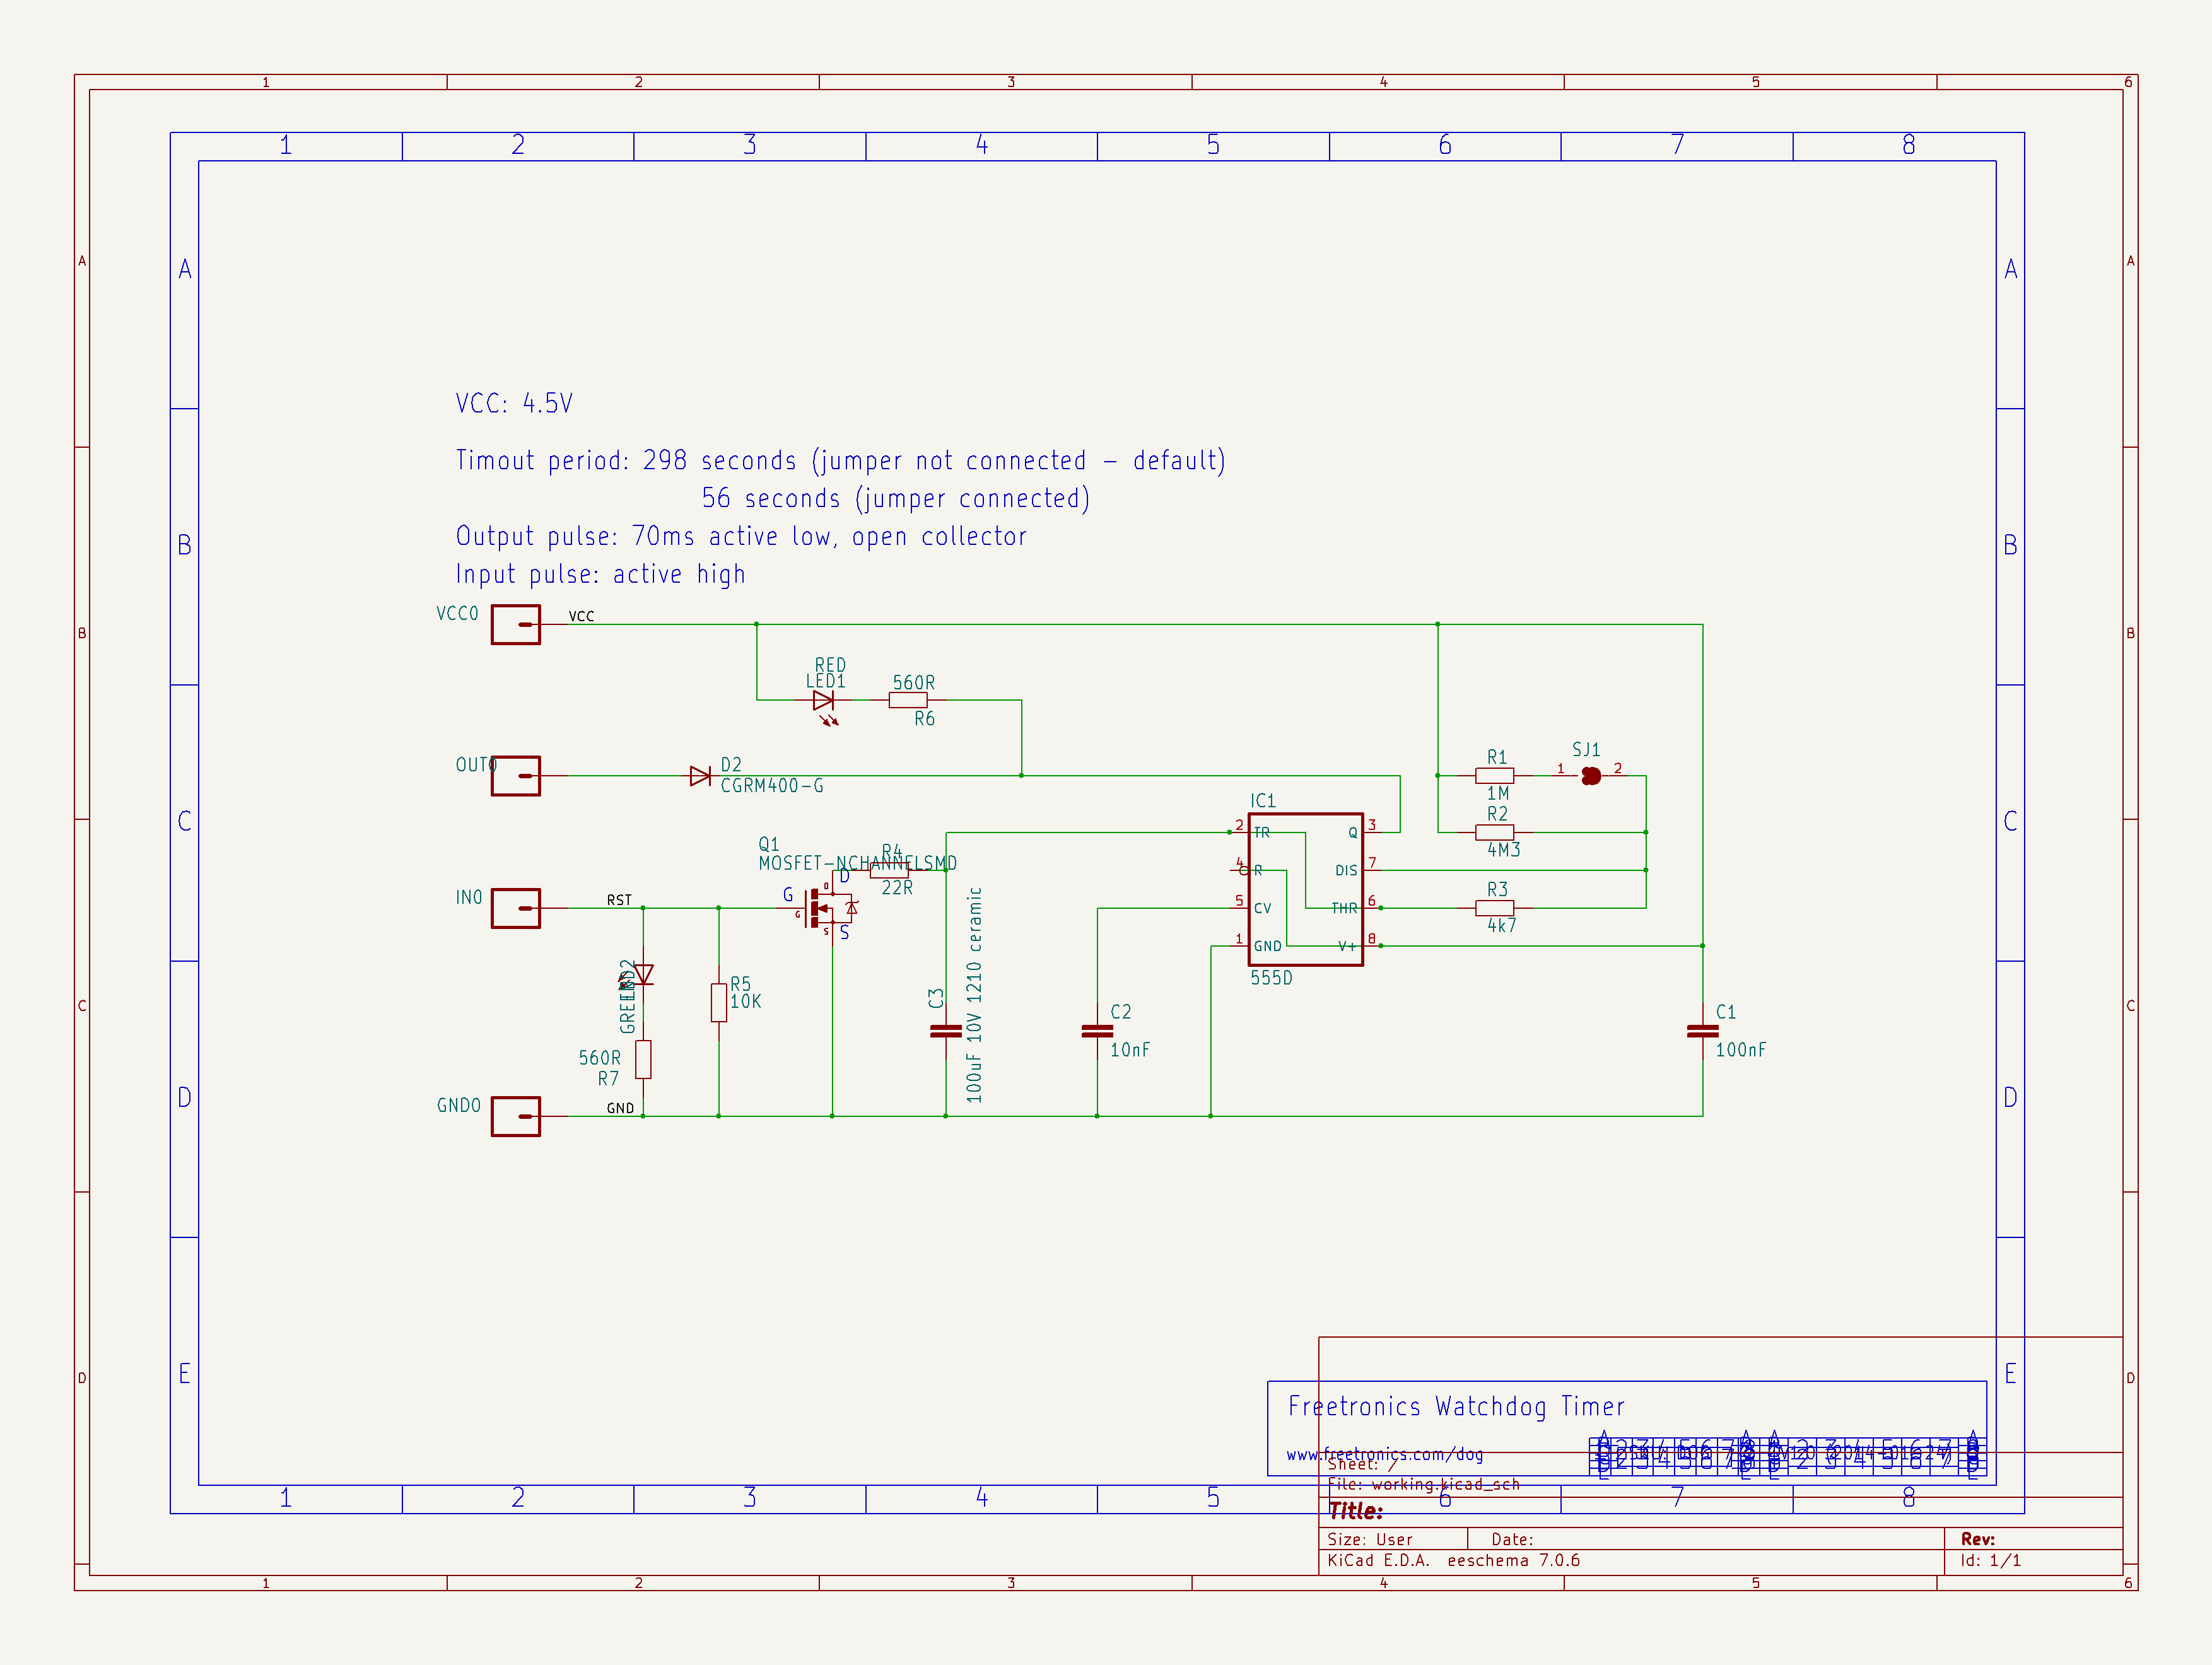 1 2 3 4 5 6
1 2 3 4 5 6 7 8
A A
A A
VCC: 4.5V
B B
Timout period: 298 seconds (jumper not connected - default)
56 seconds (jumper connected)
Output pulse: 70ms active low, open collector
B B
Input pulse: active high
VCC0 VCC
RED
LED1 560R
R6
OUT0 D2 R1 SJ1
CGRM400-G 1 2
1M
IC1 R2
C C
2 TR Q 3
Q1 R4 4M3
MOSFET-NCHANNELSMD
D 4 R DIS 7
G D 22R R3
IN0 RST G 5 CV THR 6
S S 4k7
1 GND V+ 8
GREEN R5 555D
10K C3 100uF 10V 1210 ceramic
C C
C2 C1
10nF 100nF
560R
R7
D D
GND0 GND
E E
D D
Freetronics Watchdog Timer
www.freetronics.com/dog
Sheet: /
File: working.kicad_sch
1 2 3 4 5 6 7 8
Title:
Size: User Date: Rev:
KiCad E.D.A. eeschema 7.0.6 Id: 1/1
1 2 3 4 5 6